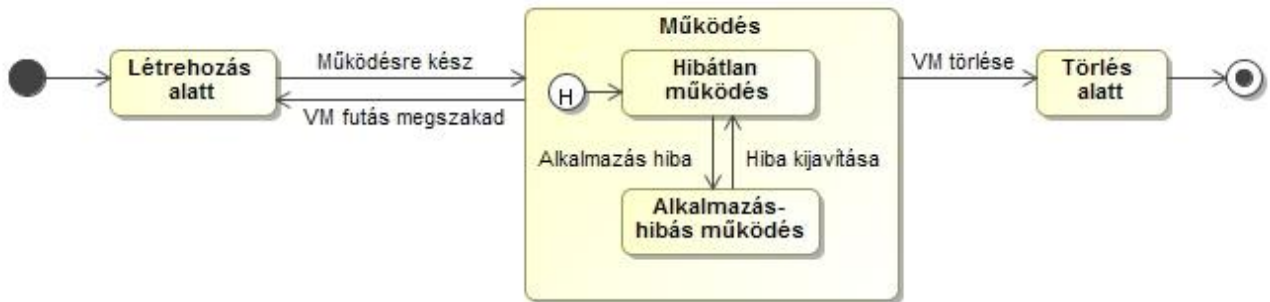 Létrehozás
alatt
Működésre kész
VM futás megszakad
Működés
H
Hibátlan
működés
Alkalmazás hiba
Hiba kijavítása
Alkalmazás-
hibás működés
VM törlése
Törlés
alatt